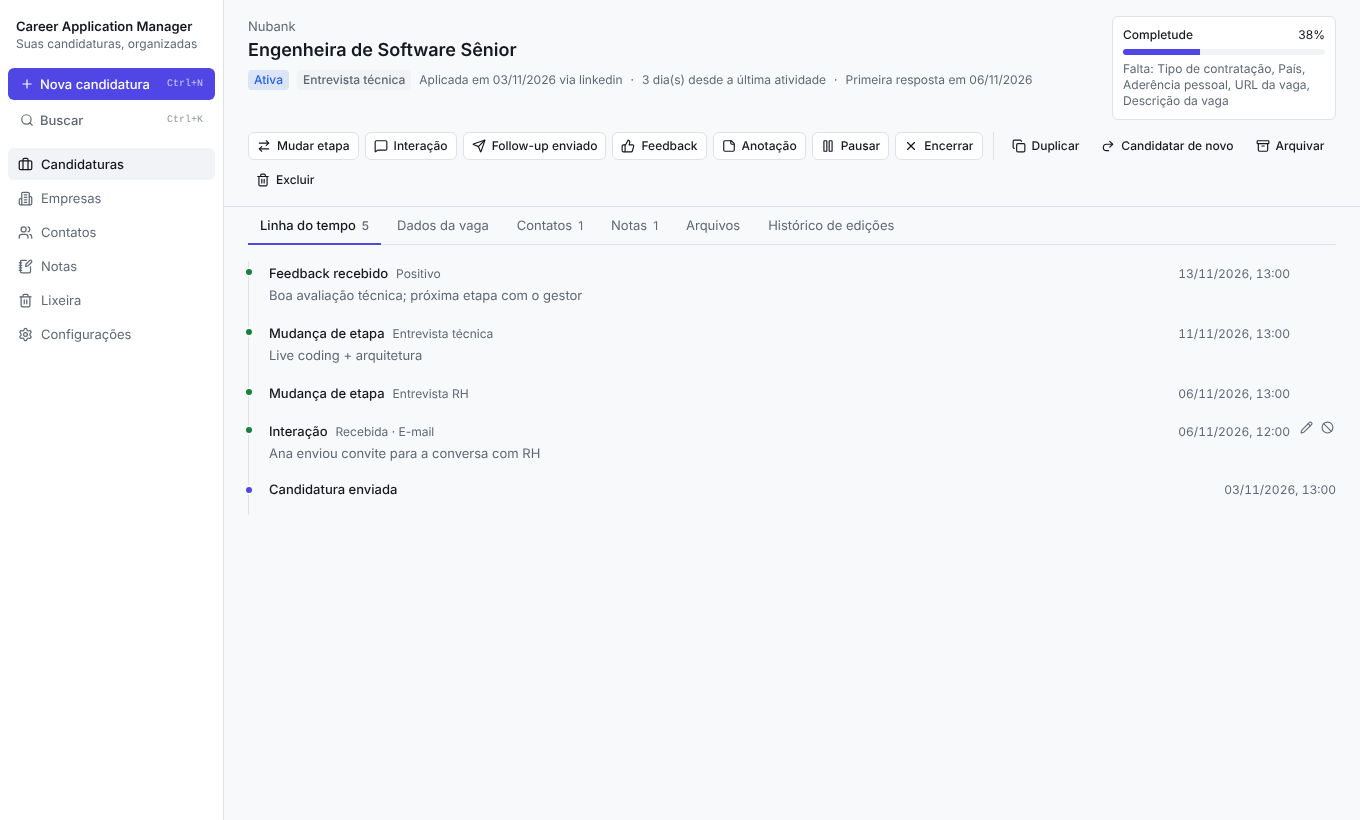 Career Application Manager
Suas candidaturas, organizadas
Nova candidatura Ctrl+N
Buscar Ctrl+K
Candidaturas
Empresas
Contatos
Notas
Lixeira
Configurações
Nubank
Engenheira de Software Sênior
Ativa Entrevista técnica Aplicada em 03/11/2026 via linkedin · 3 dia(s) desde a última atividade · Primeira resposta em 06/11/2026
Completude 38%
Falta: Tipo de contratação, País,
Aderência pessoal, URL da vaga,
Descrição da vaga
Mudar etapa Interação Follow-up enviado Feedback Anotação Pausar Encerrar Duplicar Candidatar de novo Arquivar
Excluir
Linha do tempo 5 Dados da vaga Contatos 1 Notas 1 Arquivos Histórico de edições
Feedback recebido Positivo 13/11/2026, 13:00
Boa avaliação técnica; próxima etapa com o gestor
Mudança de etapa Entrevista técnica 11/11/2026, 13:00
Live coding + arquitetura
Mudança de etapa Entrevista RH 06/11/2026, 13:00
Interação Recebida · E-mail 06/11/2026, 12:00
Ana enviou convite para a conversa com RH
Candidatura enviada 03/11/2026, 13:00